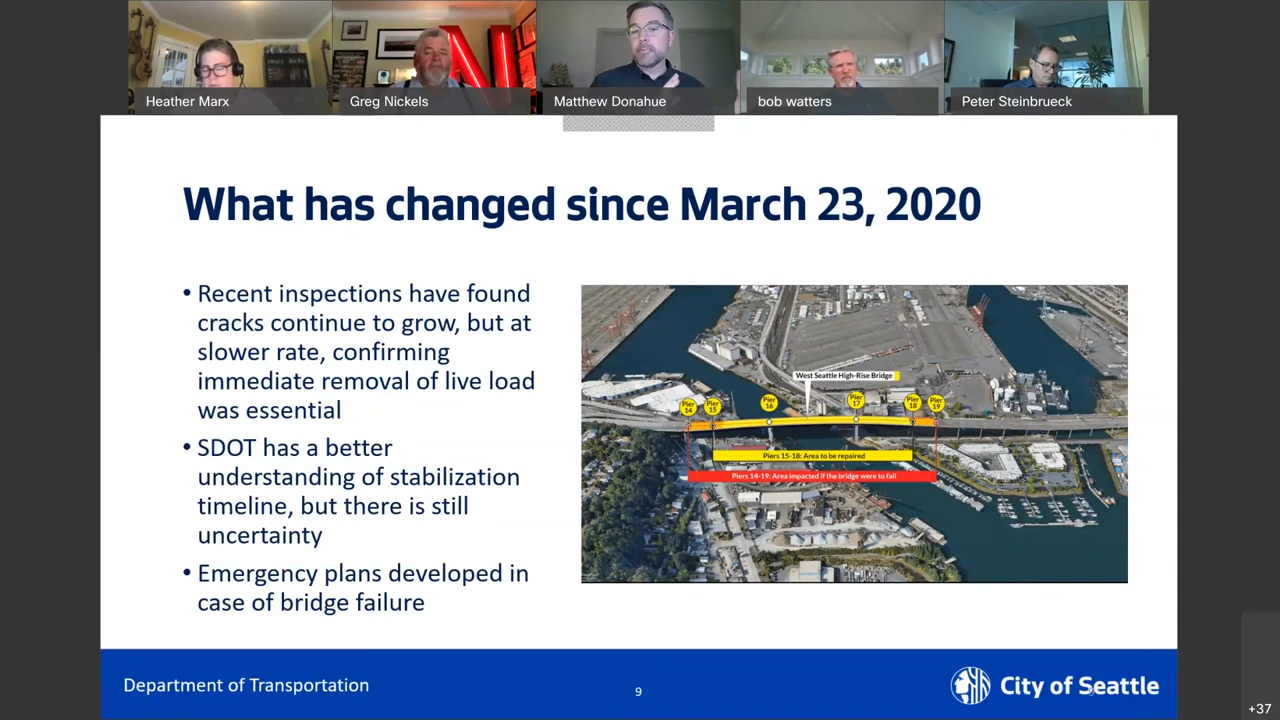 Heather Marx
Greg Nickels
Matthew Donahue
bob watters
Peter Steinbrueck
What has changed since March 23, 2020
• Recent inspections have found
cracks continue to grow, but at
slower rate, confirming
immediate removal of live load
was essential
• SDOT has a better
understanding of stabilization
timeline, but there is still
uncertainty
• Emergency plans developed in
case of bridge failure
West Seattle High-Rise Bridge
Pier
14
Pier
15
Pier
16
Pier
17
Pier
18
Pier
19
Piers 15-18: Area to be repaired
Piers 14-19: Area impacted if the bridge were to fail
Department of Transportation
9
City of Seattle
+37